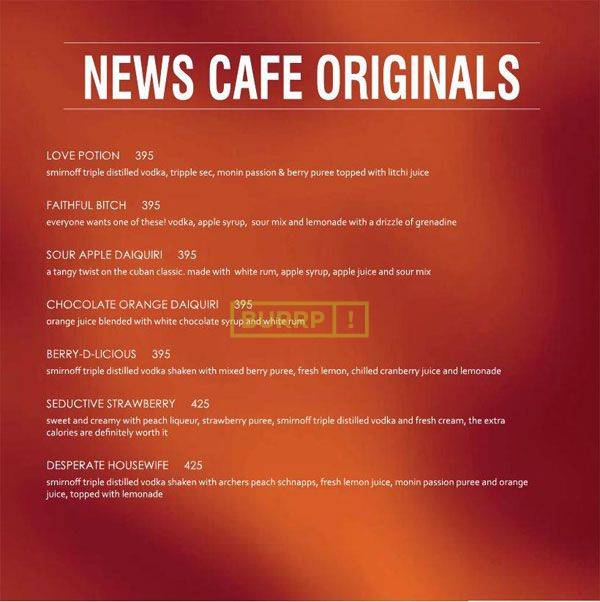 NEWS CAFE ORIGINALS
LOVE POTION 395
smirnoff triple distilled vodka, tripple sec, monin passion & berry puree topped with litchi juice
FAITHFUL BITCH 395
everyone wants one of these! vodka, apple syrup, sour mix and lemonade with a drizzle of grenadine
SOUR APPLE DAIQUIRI 395
a tangy twist on the cuban classic. made with white rum, apple syrup, apple juice and sour mix
CHOCOLATE ORANGE DAIQUIRI 395
orange juice blended with white chocolate syrup and white rum
BURRP !
BERRY-D-LICIOUS 395
smirnoff triple distilled vodka shaken with mixed berry puree, fresh lemon, chilled cranberry juice and lemonade
SEDUCTIVE STRAWBERRY 425
sweet and creamy with peach liqueur, strawberry puree, smirnoff triple distilled vodka and fresh cream, the extra
calories are definitely worth it
DESPERATE HOUSEWIFE 425
smirnoff triple distilled vodka shaken with archers peach schnapps, fresh lemon juice, monin passion puree and orange
juice, topped with lemonade